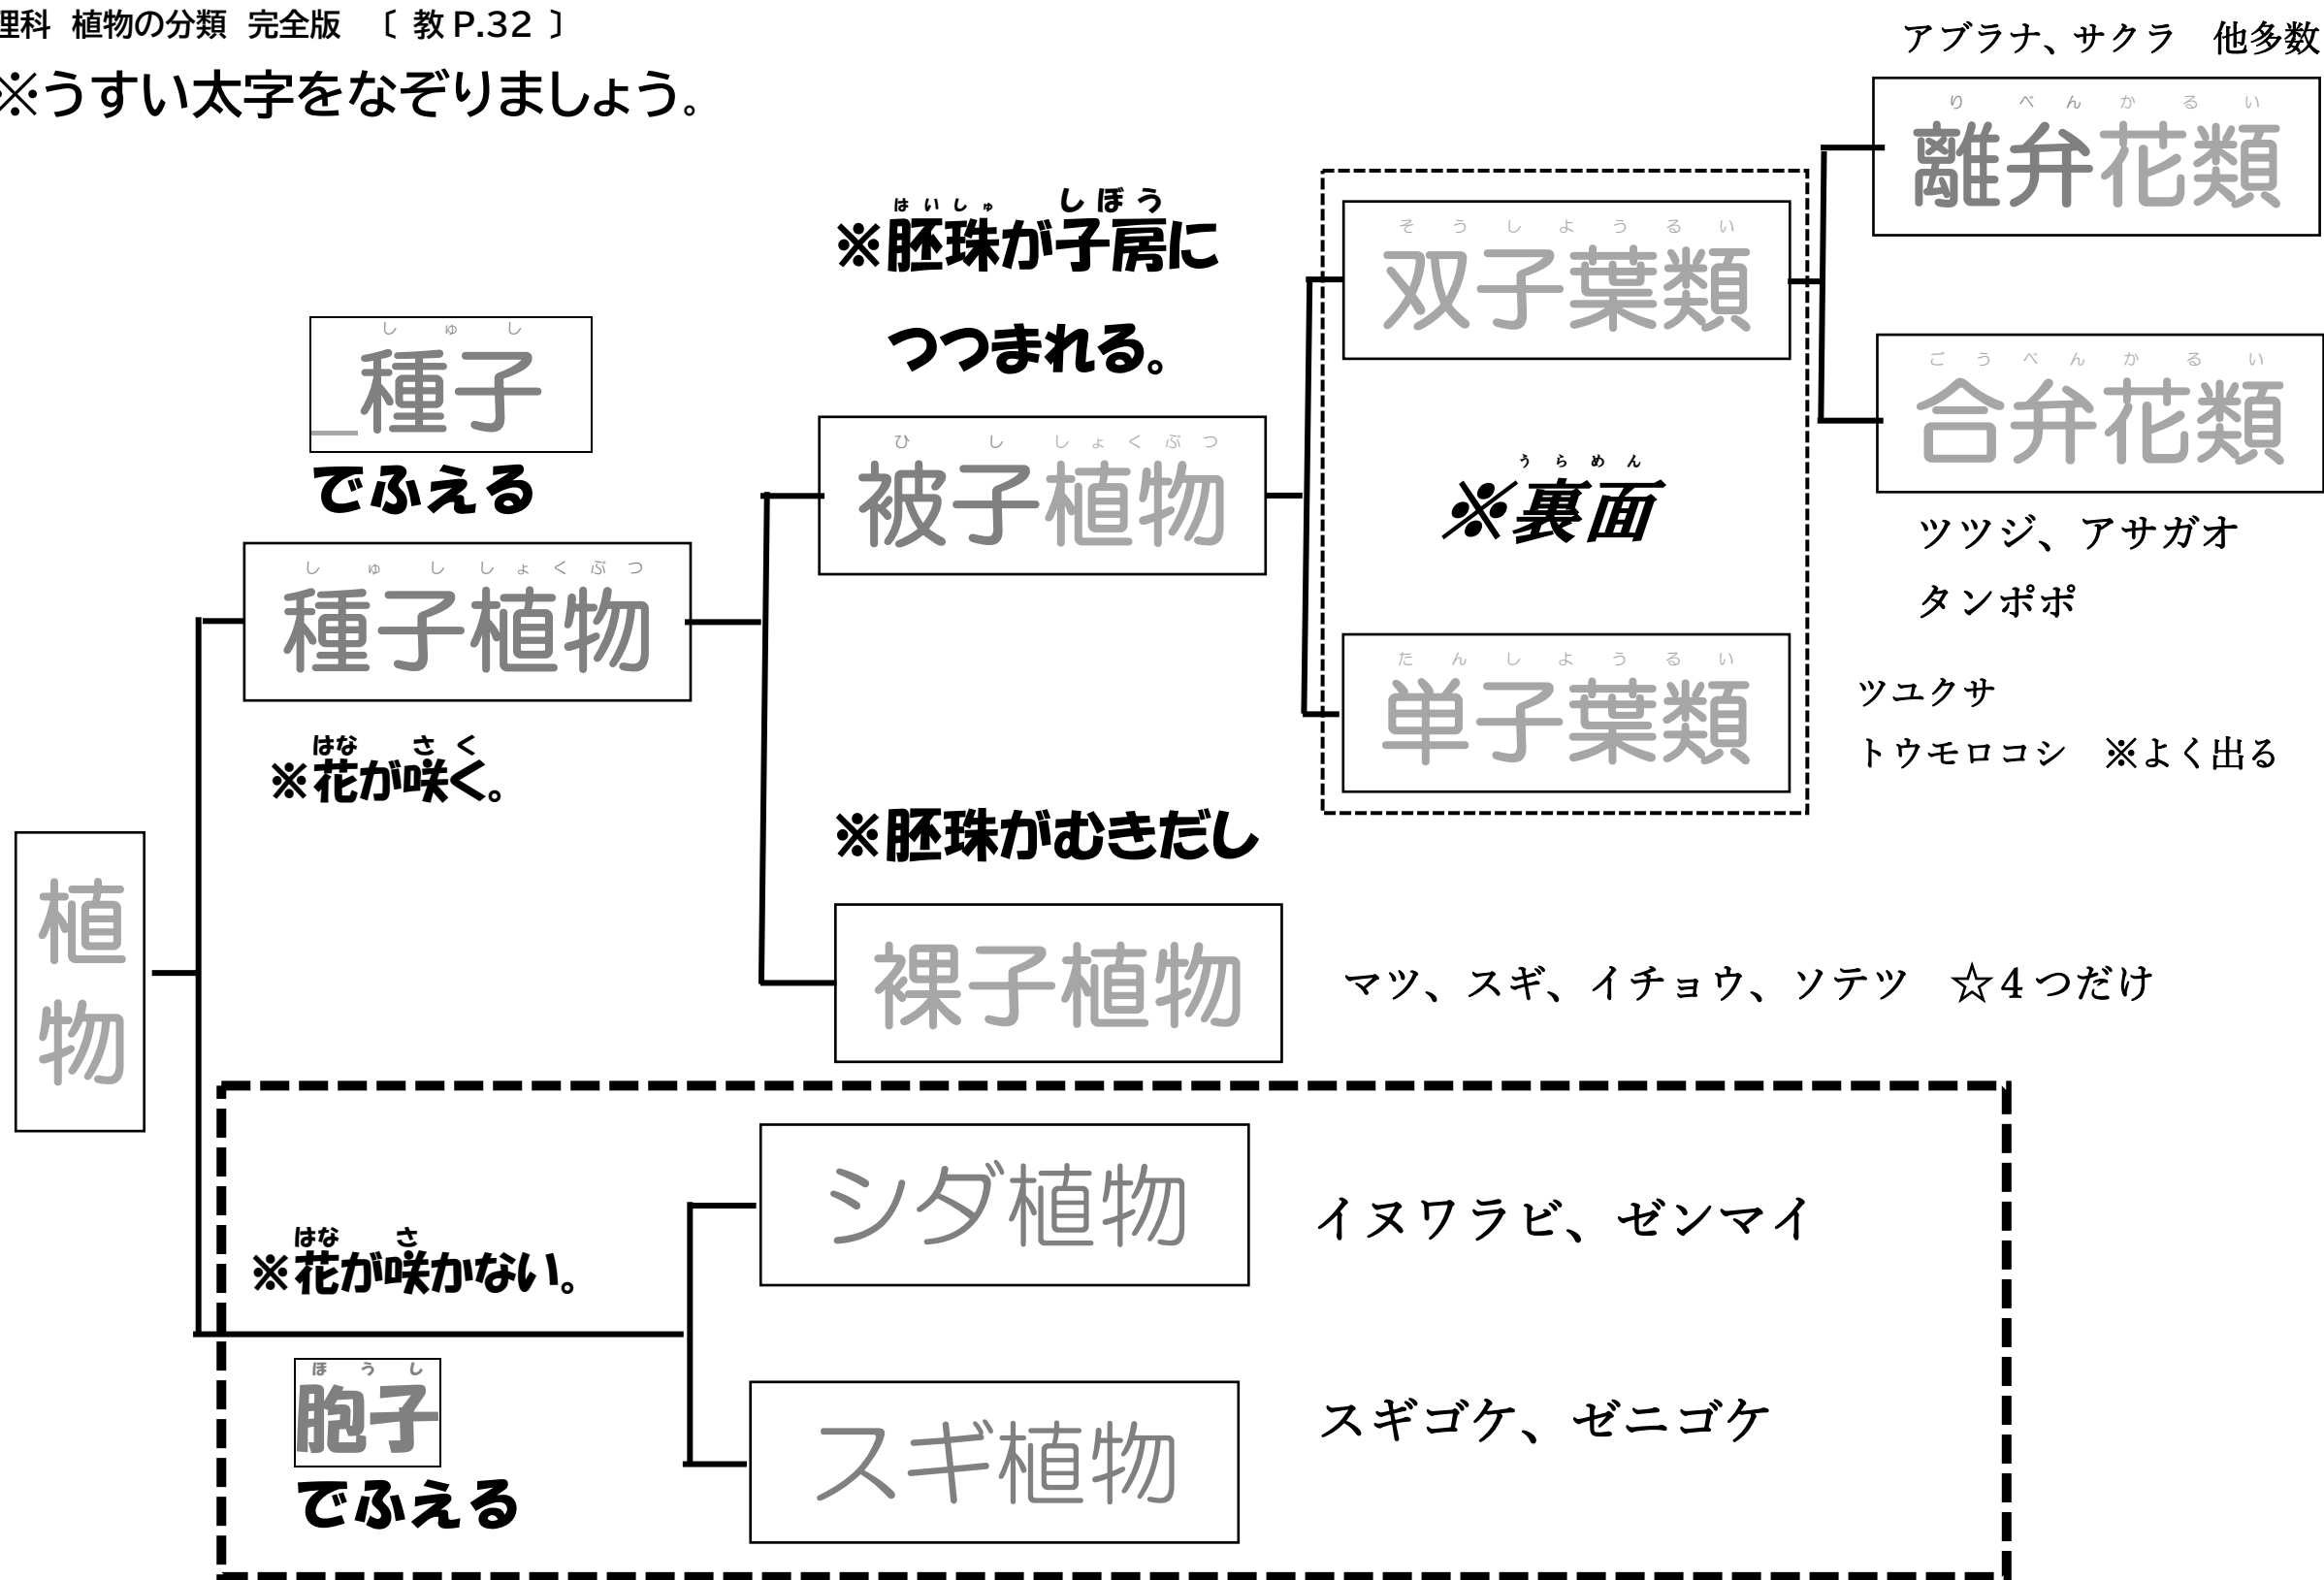 理科 植物の分類 完全版 〔 教 P.32 〕
※うすい太字をなぞりましょう。
アブラナ、サクラ 他多数
り べ ん か る い
離弁花類
はいしゅ しぼう
※胚珠が子房に
つつまれる。
そ う し よ う る い
双子葉類
し ゅ し
種子
でふえる
ご う べ ん か る い
合弁花類
ツツジ、アサガオ
タンポポ
ひ し し ょ く ぶ つ
被子植物
う ら め ん
※裏面
し ゅ し し ょ く ぶ つ
種子植物
はな さ く
※花が咲く。
た ん し よ う る い
単子葉類
ツユクサ
トウモロコシ ※よく出る
※胚珠がむきだし
裸子植物
マツ、スギ、イチョウ、ソテツ ☆4 つだけ
植物
シダ植物
イヌワラビ、ゼンマイ
はな さ
※花が咲かない。
ほ う し
胞子
でふえる
スギ植物
スギゴケ、ゼニゴケ